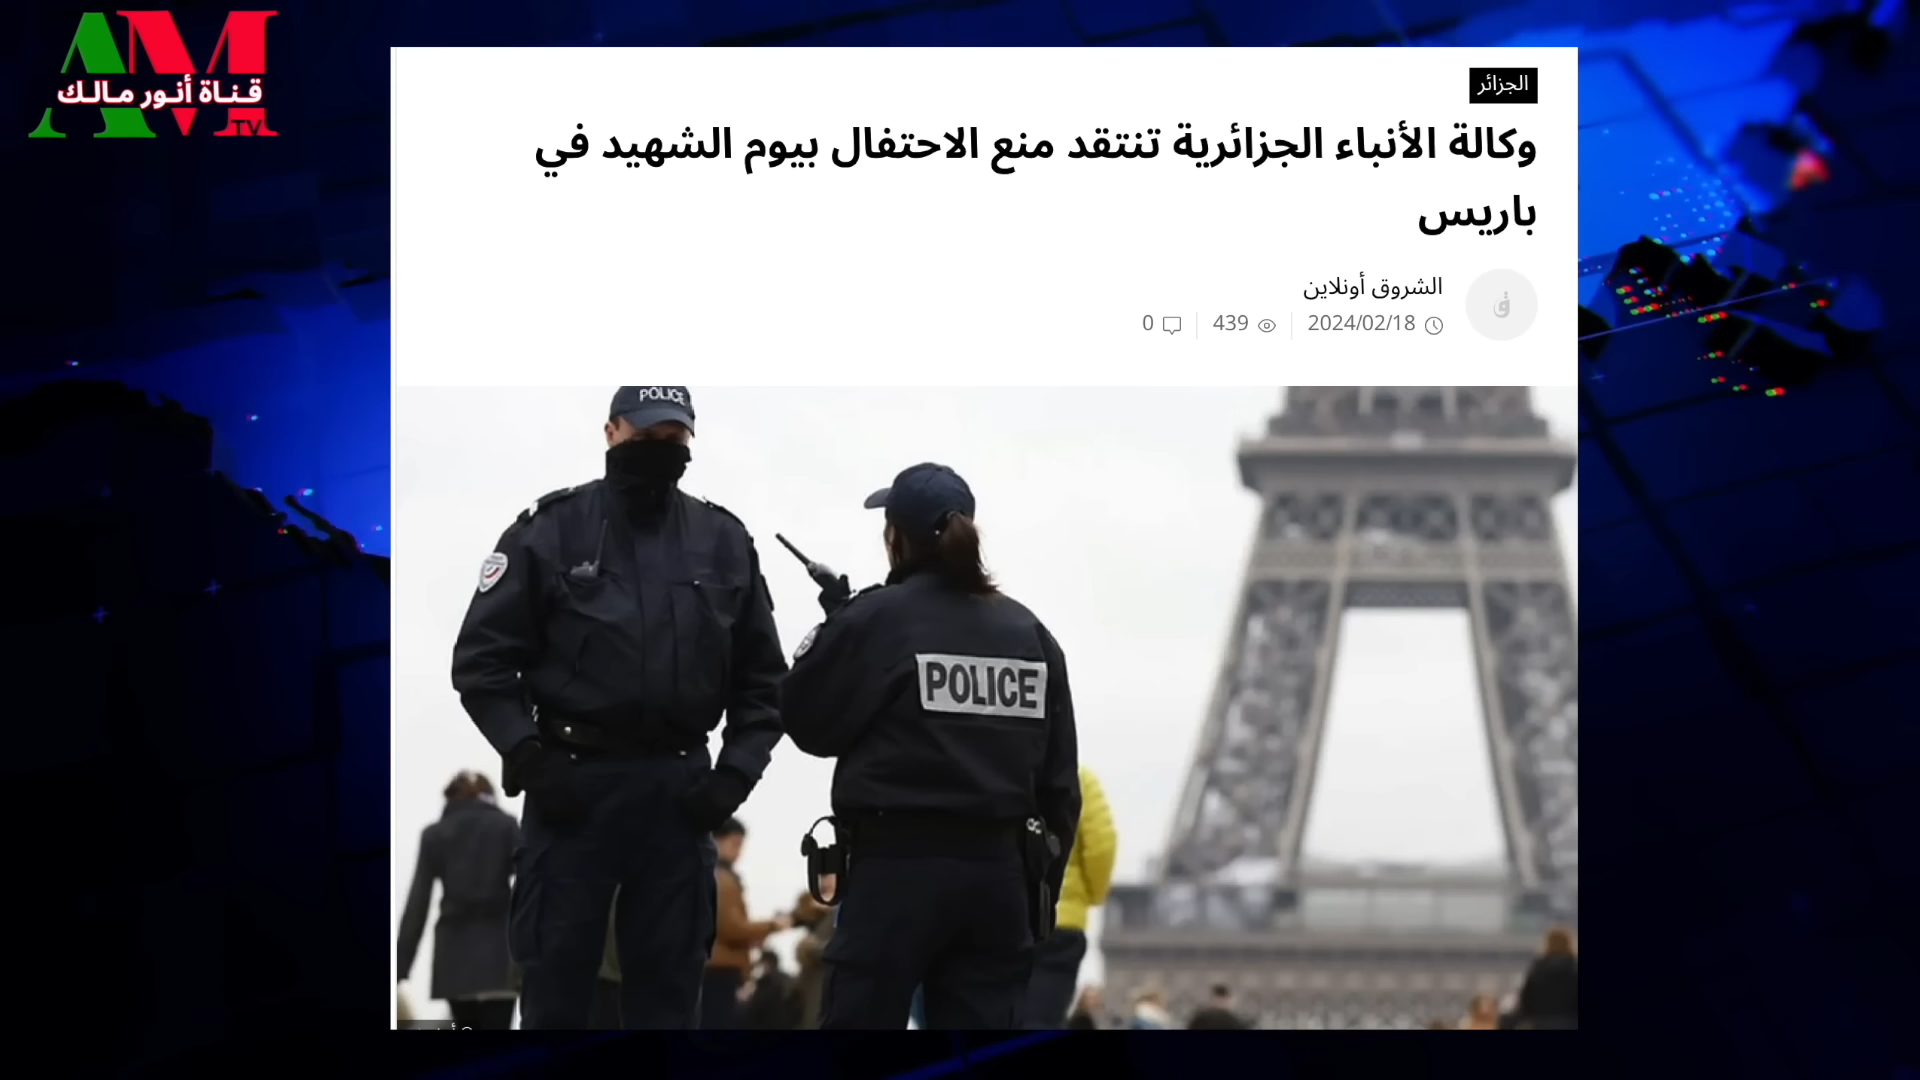 AM
قناة أنور مالك
TV
الجزائر
وكالة الأنباء الجزائرية تنتقد منع الاحتفال بيوم الشهيد في
باريس
الشروق أونلاين
2024/02/18
439
0
ق
POLICE
POLICE